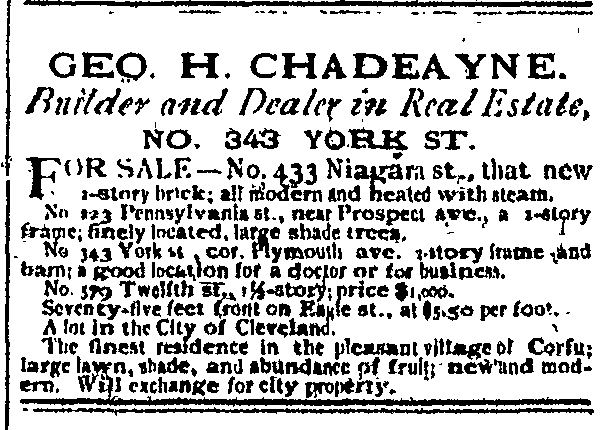 GEO. H. CHADEAYNE.
Builder and Dealer in Real Estate,
NO. 343 YORK ST.
FOR SALE—No. 433 Niagara st., that new
2-story brick; all modern and heated with steam.
No 123 Pennsylvania st., near Prospect ave., a 2-story
frame; finely located, large shade trees.
No 343 York st., cor. Plymouth ave. 2-story frame and
barn; a good location for a doctor or for business.
No. 579 Twelfth st., 1½-story; price $1,000.
Seventy-five feet front on Eagle st., at $5.50 per foot.
A lot in the City of Cleveland.
The finest residence in the pleasant village of Corfu;
large lawn, shade, and abundance of fruit; new and mod-
ern. Will exchange for city property.